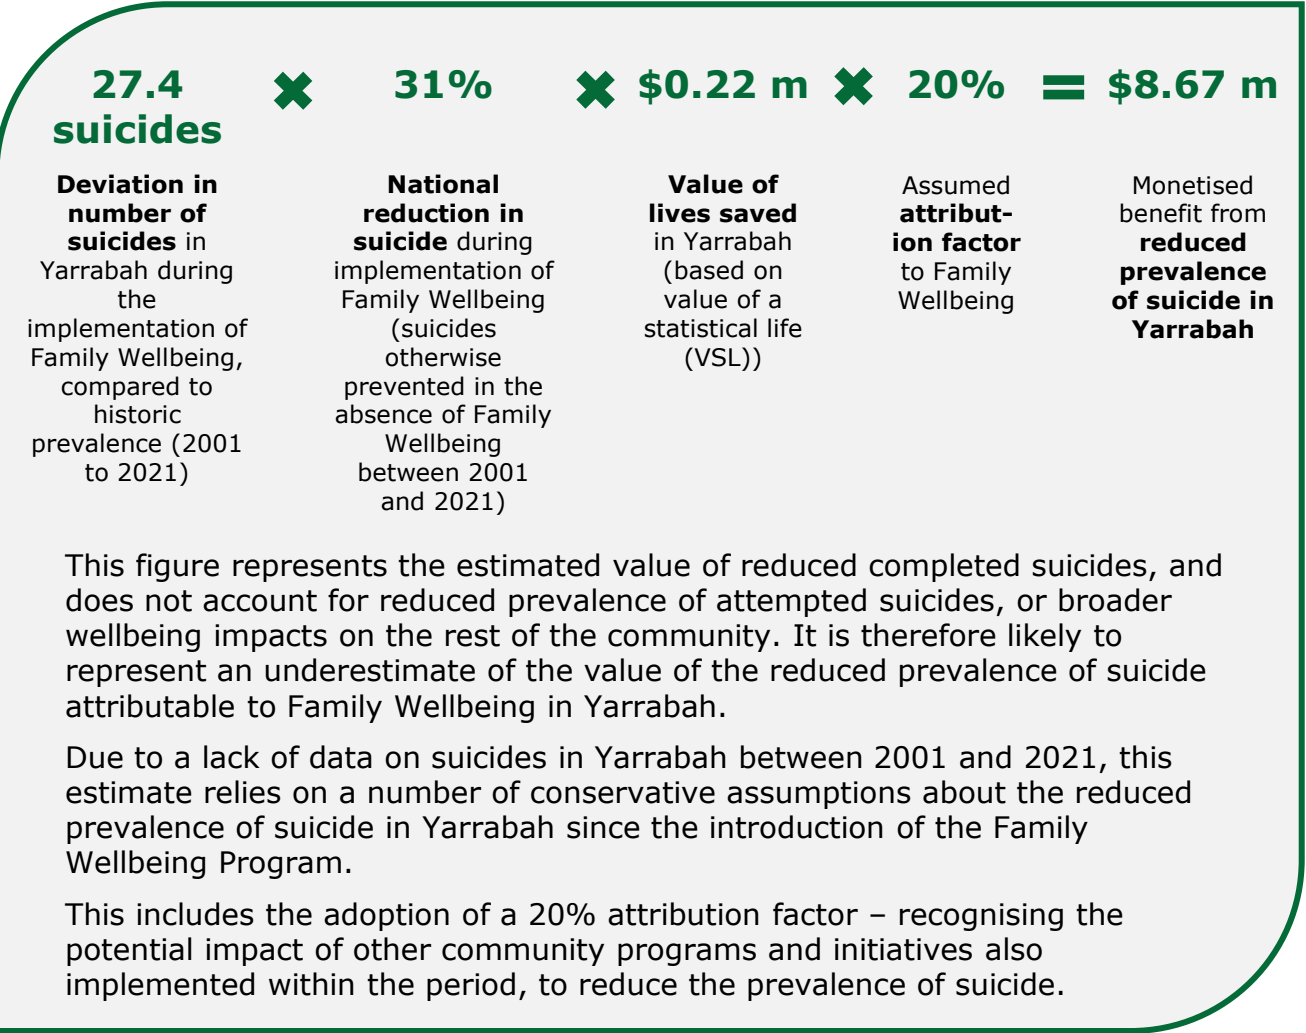 27.4
suicides
✖
31%
✖
$0.22 m
✖
20%
=
$8.67 m
Deviation in
number of
suicides in
Yarrabah during
the
implementation of
Family Wellbeing,
compared to
historic
prevalence (2001
to 2021)
National
reduction in
suicide during
implementation of
Family Wellbeing
(suicides
otherwise
prevented in the
absence of Family
Wellbeing
between 2001
and 2021)
Value of
lives saved
in Yarrabah
(based on
value of a
statistical life
(VSL))
Assumed
attribut-
ion factor
to Family
Wellbeing
Monetised
benefit from
reduced
prevalence
of suicide in
Yarrabah
This figure represents the estimated value of reduced completed suicides, and
does not account for reduced prevalence of attempted suicides, or broader
wellbeing impacts on the rest of the community. It is therefore likely to
represent an underestimate of the value of the reduced prevalence of suicide
attributable to Family Wellbeing in Yarrabah.
Due to a lack of data on suicides in Yarrabah between 2001 and 2021, this
estimate relies on a number of conservative assumptions about the reduced
prevalence of suicide in Yarrabah since the introduction of the Family
Wellbeing Program.
This includes the adoption of a 20% attribution factor – recognising the
potential impact of other community programs and initiatives also
implemented within the period, to reduce the prevalence of suicide.